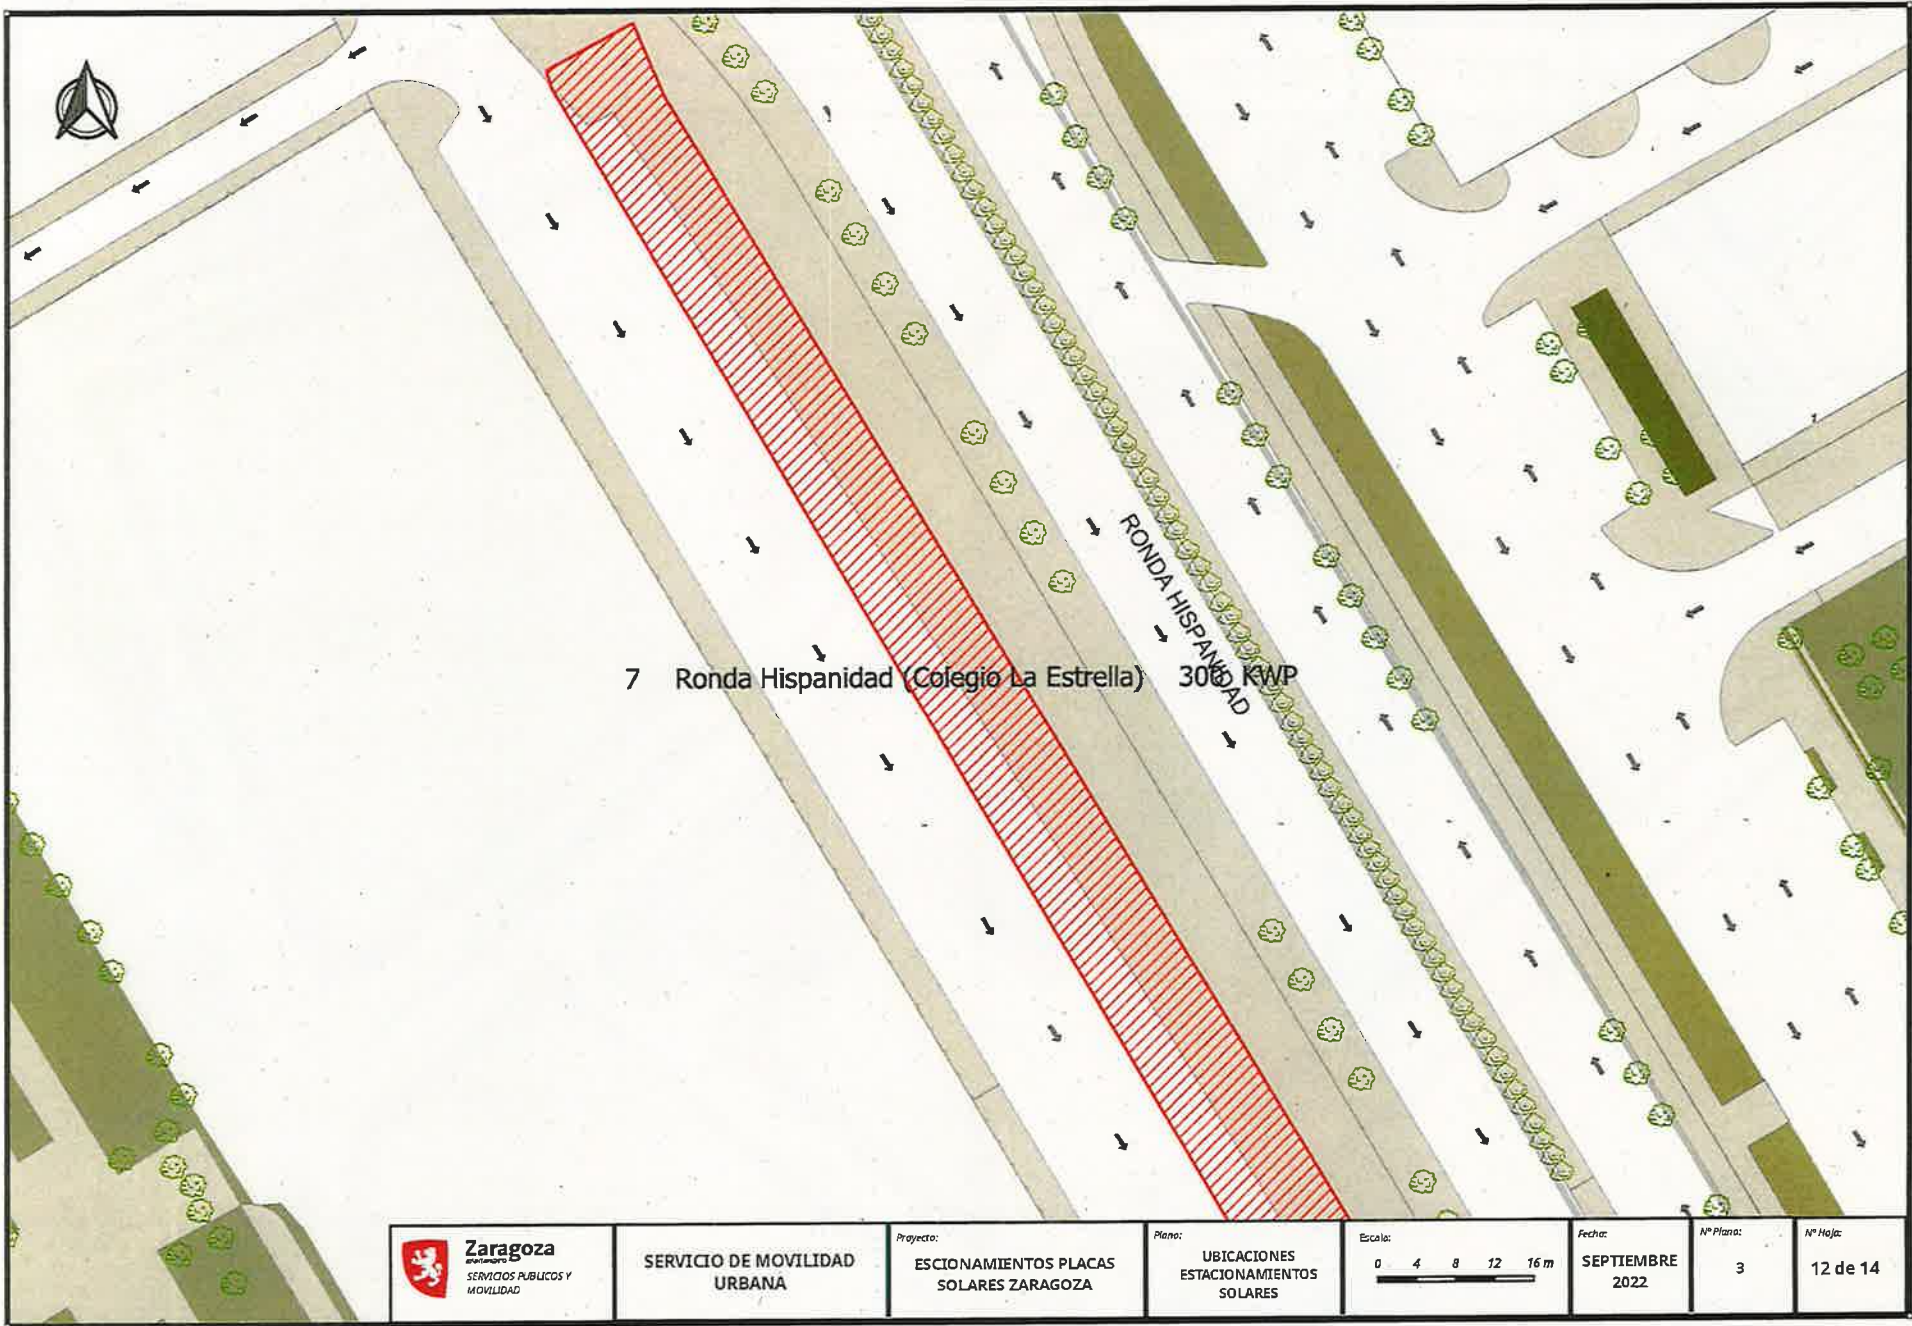 RONDA HISPANIDAD
7 Ronda Hispanidad (Colegio La Estrella) 300 KWP
Zaragoza
AYUNTAMIENTO
SERVICIOS PUBLICOS Y
MOVILIDAD
SERVICIO DE MOVILIDAD
URBANA
Proyecto:
ESCIONAMIENTOS PLACAS
SOLARES ZARAGOZA
Plano:
UBICACIONES
ESTACIONAMIENTOS
SOLARES
Escala:
0 4 8 12 16 m
Fecha:
SEPTIEMBRE
2022
Nº Plano:
3
Nº Hoja:
12 de 14